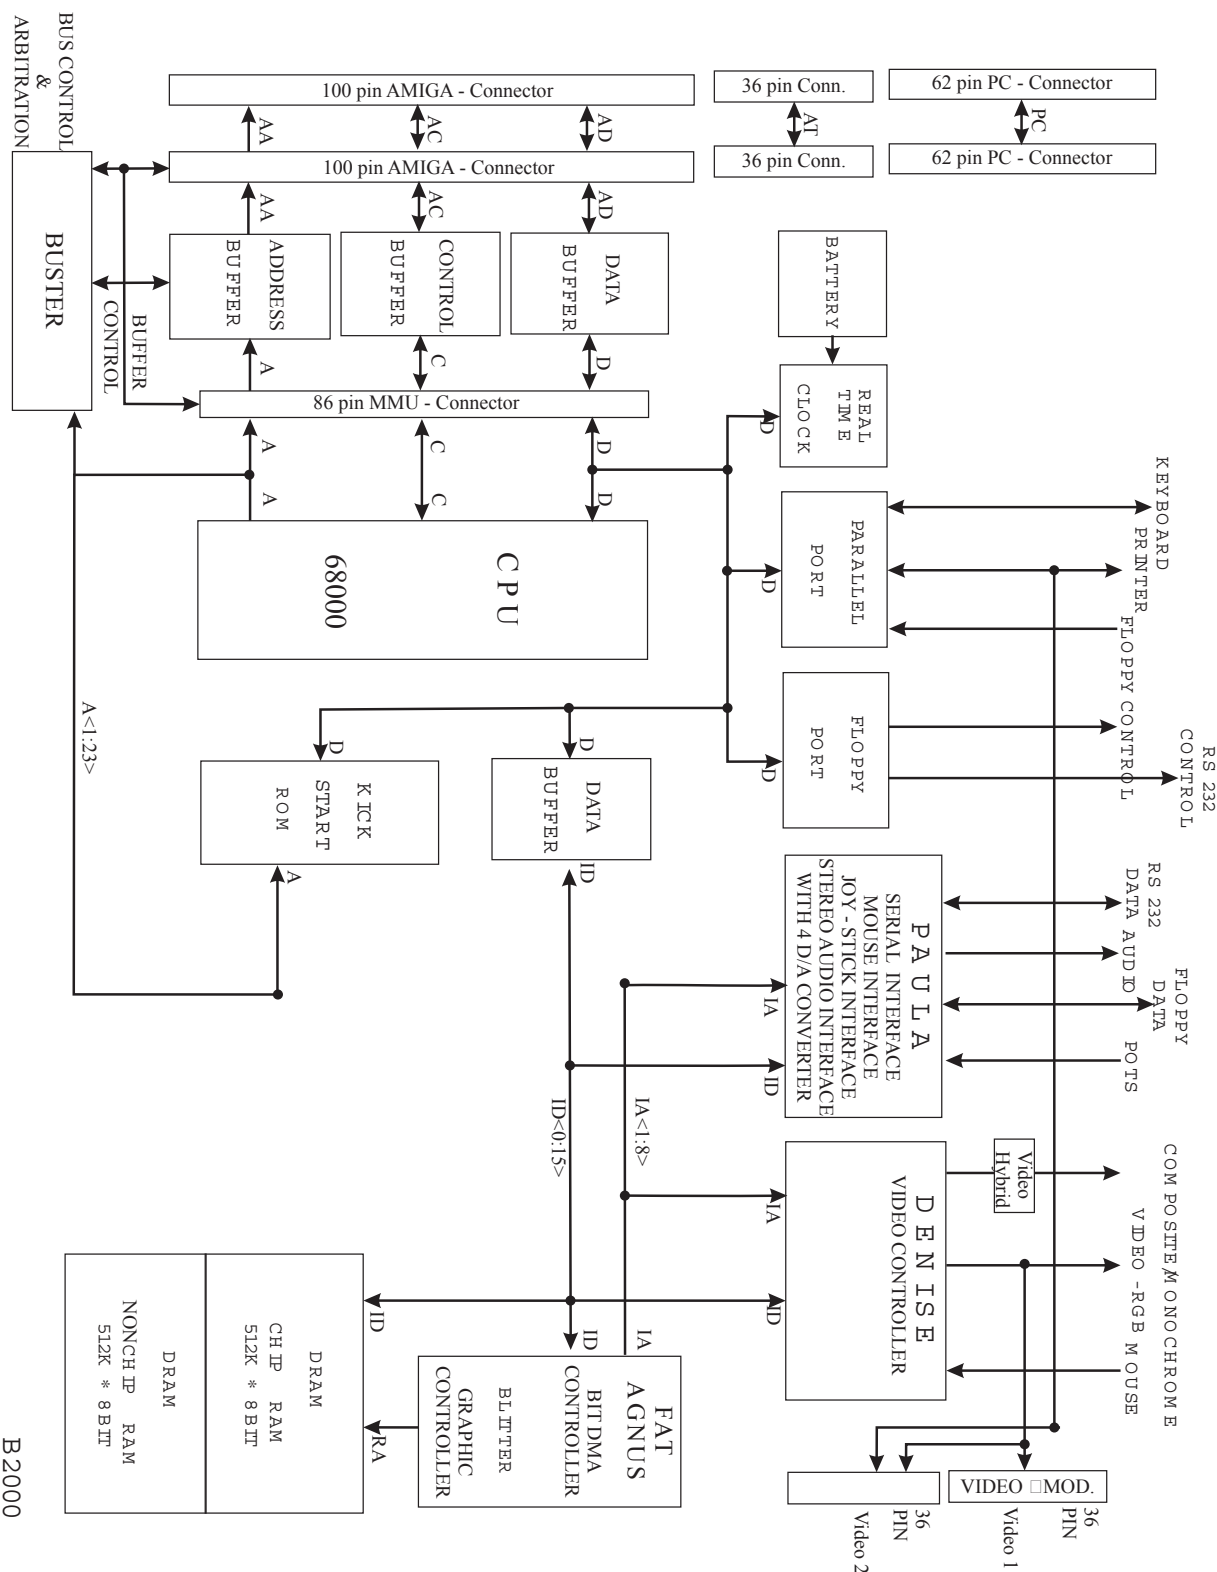 100 pin AMIGA - Connector
36 pin Conn.
62 pin PC - Connector
AA
AC
AD
AT
PC
100 pin AMIGA - Connector
36 pin Conn.
62 pin PC - Connector
BUS CONTROL
&
ARBITRATION
BUSTER
AA
AC
AD
ADDRESS
BUFFER
CONTROL
BUFFER
DATA
BUFFER
BATTERY
BUFFER
CONTROL
A
C
D
86 pin MMU - Connector
REAL
TIME
CLOCK
D
A
C
D
A
C
D
CPU
68000
PARALLEL
PORT
D
KEYBOARD
PRINTER
FLOPPY CONTROL
FLOPPY
PORT
D
RS 232
CONTROL
A<1:23>
D
KICK
START
ROM
A
D
DATA
BUFFER
ID
PAULA
SERIAL INTERFACE
MOUSE INTERFACE
JOY - STICK INTERFACE
STEREO AUDIO INTERFACE
WITH 4 D/A CONVERTER
IA
ID
RS 232
DATA
AUDIO
FLOPPY
DATA
POTS
ID<0:15>
IA<1:8>
DENISE
VIDEO CONTROLLER
IA
ID
Video
Hybrid
COMPOSITE/MONOCHROME
VIDEO -RGB
MOUSE
ID
ID
IA
FAT
AGNUS
BIT DMA
CONTROLLER
BLITTER
GRAPHIC
CONTROLLER
RA
DRAM
CHIP RAM
512K * 8BIT
DRAM
NONCHIP RAM
512K * 8BIT
VIDEO □MOD.
36
PIN
Video 1
36
PIN
Video 2
B2000